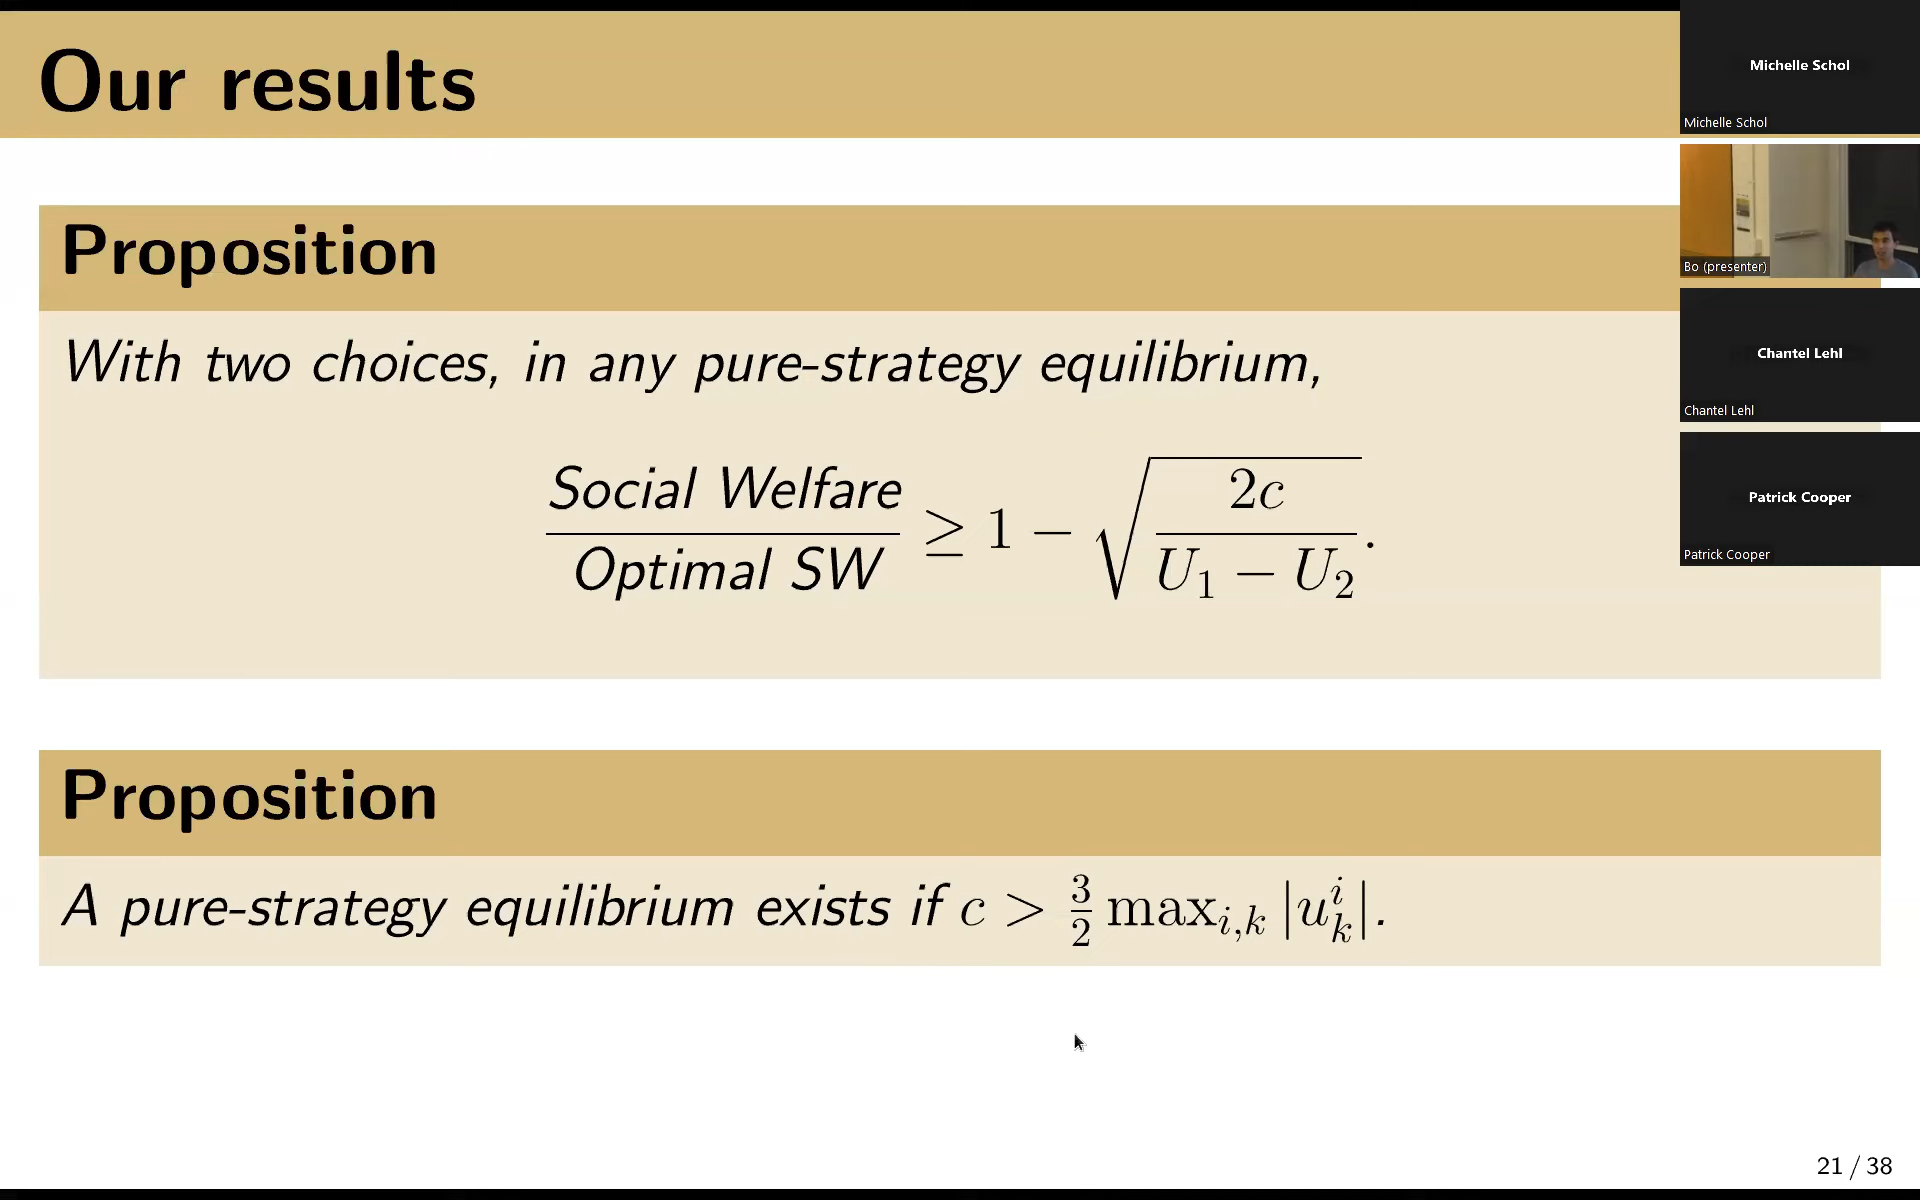 Our results
Proposition
With two choices, in any pure-strategy equilibrium,
Social Welfare / Optimal SW ≥ 1 − √(2c / (U₁ − U₂)).
Proposition
A pure-strategy equilibrium exists if c > 3/2 max_{i,k} |u_k^i|.
21 / 38
Michelle Schol
Michelle Schol
Bo (presenter)
Chantel Lehl
Chantel Lehl
Patrick Cooper
Patrick Cooper